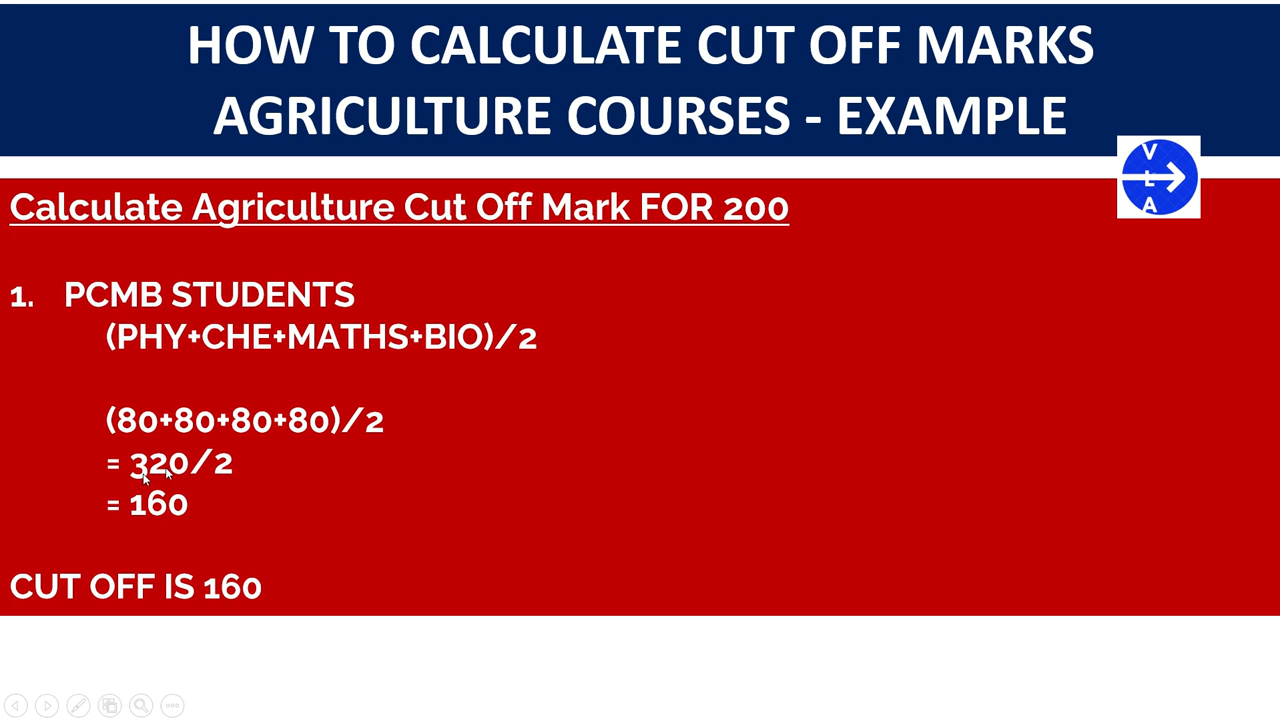 HOW TO CALCULATE CUT OFF MARKS
AGRICULTURE COURSES - EXAMPLE
V
L
A
Calculate Agriculture Cut Off Mark FOR 200
1. PCMB STUDENTS
(PHY+CHE+MATHS+BIO)/2
(80+80+80+80)/2
= 320/2
= 160
CUT OFF IS 160